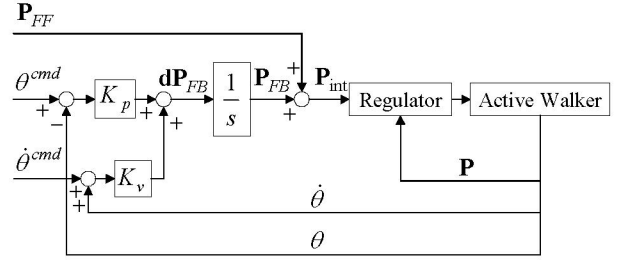 P_FF
θ^cmd + − K_p + + dP_FB 1/s P_FB + + P_int Regulator Active Walker
θ̇^cmd + + K_v
P
θ̇
θ